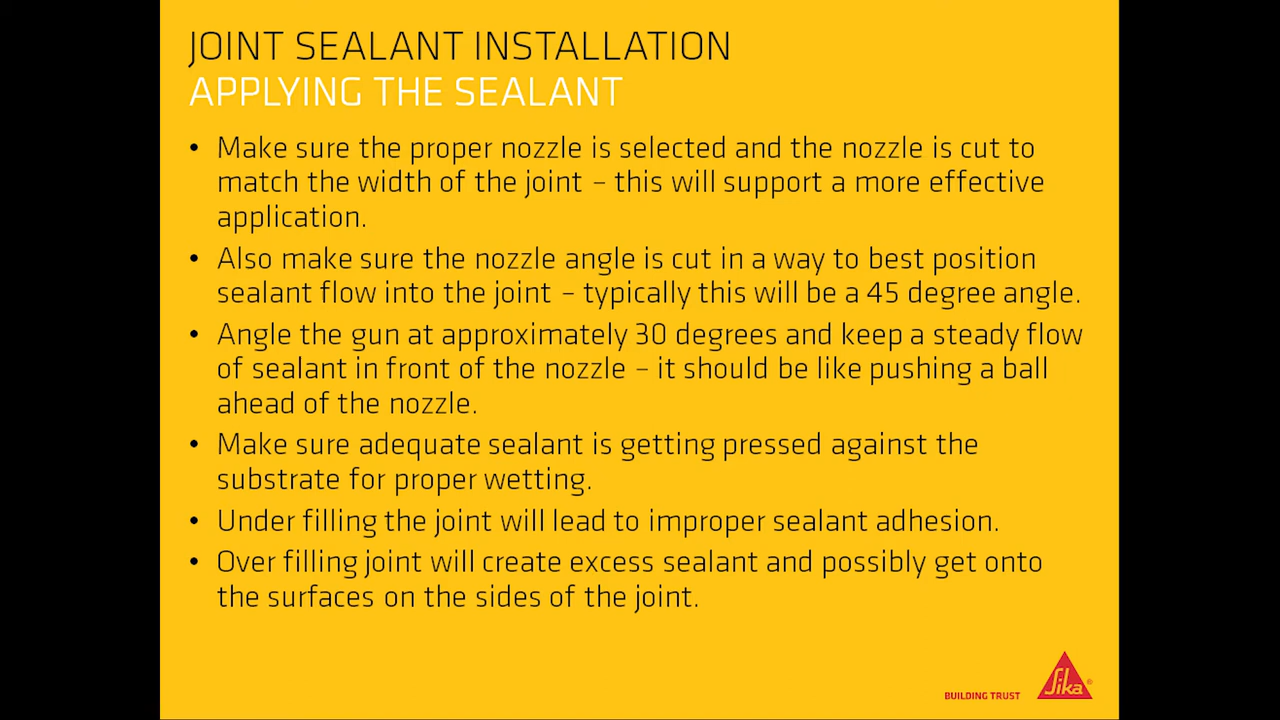 JOINT SEALANT INSTALLATION
APPLYING THE SEALANT
• Make sure the proper nozzle is selected and the nozzle is cut to
match the width of the joint – this will support a more effective
application.
• Also make sure the nozzle angle is cut in a way to best position
sealant flow into the joint – typically this will be a 45 degree angle.
• Angle the gun at approximately 30 degrees and keep a steady flow
of sealant in front of the nozzle – it should be like pushing a ball
ahead of the nozzle.
• Make sure adequate sealant is getting pressed against the
substrate for proper wetting.
• Under filling the joint will lead to improper sealant adhesion.
• Over filling joint will create excess sealant and possibly get onto
the surfaces on the sides of the joint.
BUILDING TRUST
Sika®